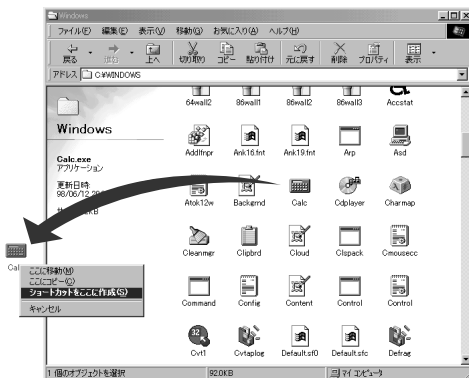 Windows
ファイル(F) 編集(E) 表示(V) 移動(G) お気に入り(A) ヘルプ(H)
戻る 進む 上へ 切り取り コピー 貼り付け 元に戻す 削除 プロパティ 表示
アドレス C:¥WINDOWS
Windows
Calc.exe
アプリケーション
更新日時:
98/06/12
64wall2 86wall1 86wall2 86wall3 Accstat
Addlfnpr Ank16.fnt Ank19.fnt Arp Asd
Atok12w Backgrnd Calc Cdplayer Charmap
Cleanmgr Clipbrd Cloud Clspack Cmousecc
Command Config Content Control Control
32
Cvt1 Cvtaplog Default.sf0 Default.sfc Defrag
Cal
ここに移動(M)
ここにコピー(C)
ショートカットをここに作成(S)
キャンセル
1 個のオブジェクトを選択 92.0KB マイ コンピュータ